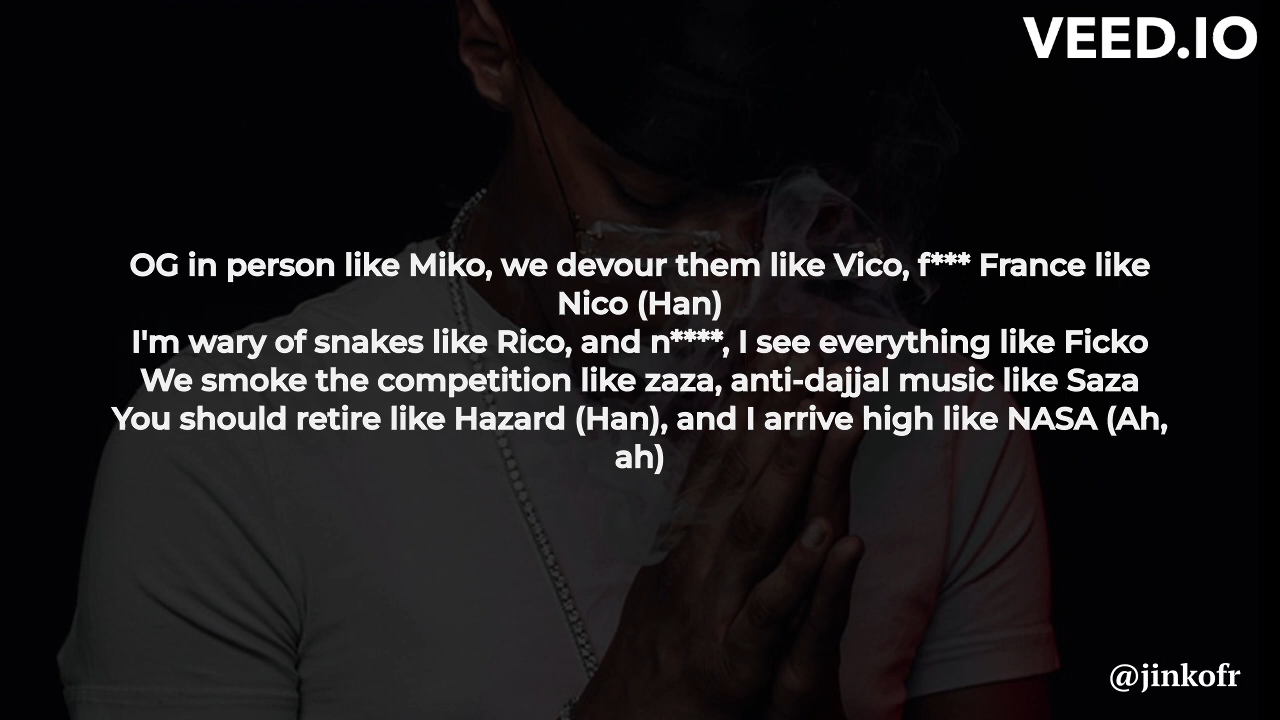 VEED.IO
OG in person like Miko, we devour them like Vico, f*** France like
Nico (Han)
I'm wary of snakes like Rico, and n****, I see everything like Ficko
We smoke the competition like zaza, anti-dajjal music like Saza
You should retire like Hazard (Han), and I arrive high like NASA (Ah,
ah)
@jinkofr